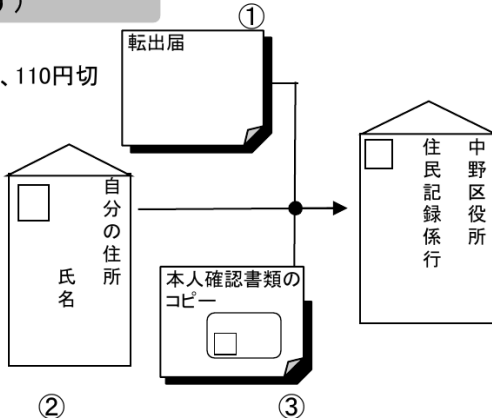 ）
①
、110円切
転出届
自分の住所
氏名
本人確認書類の
コピー
中野区役所
住民記録係行
②
③